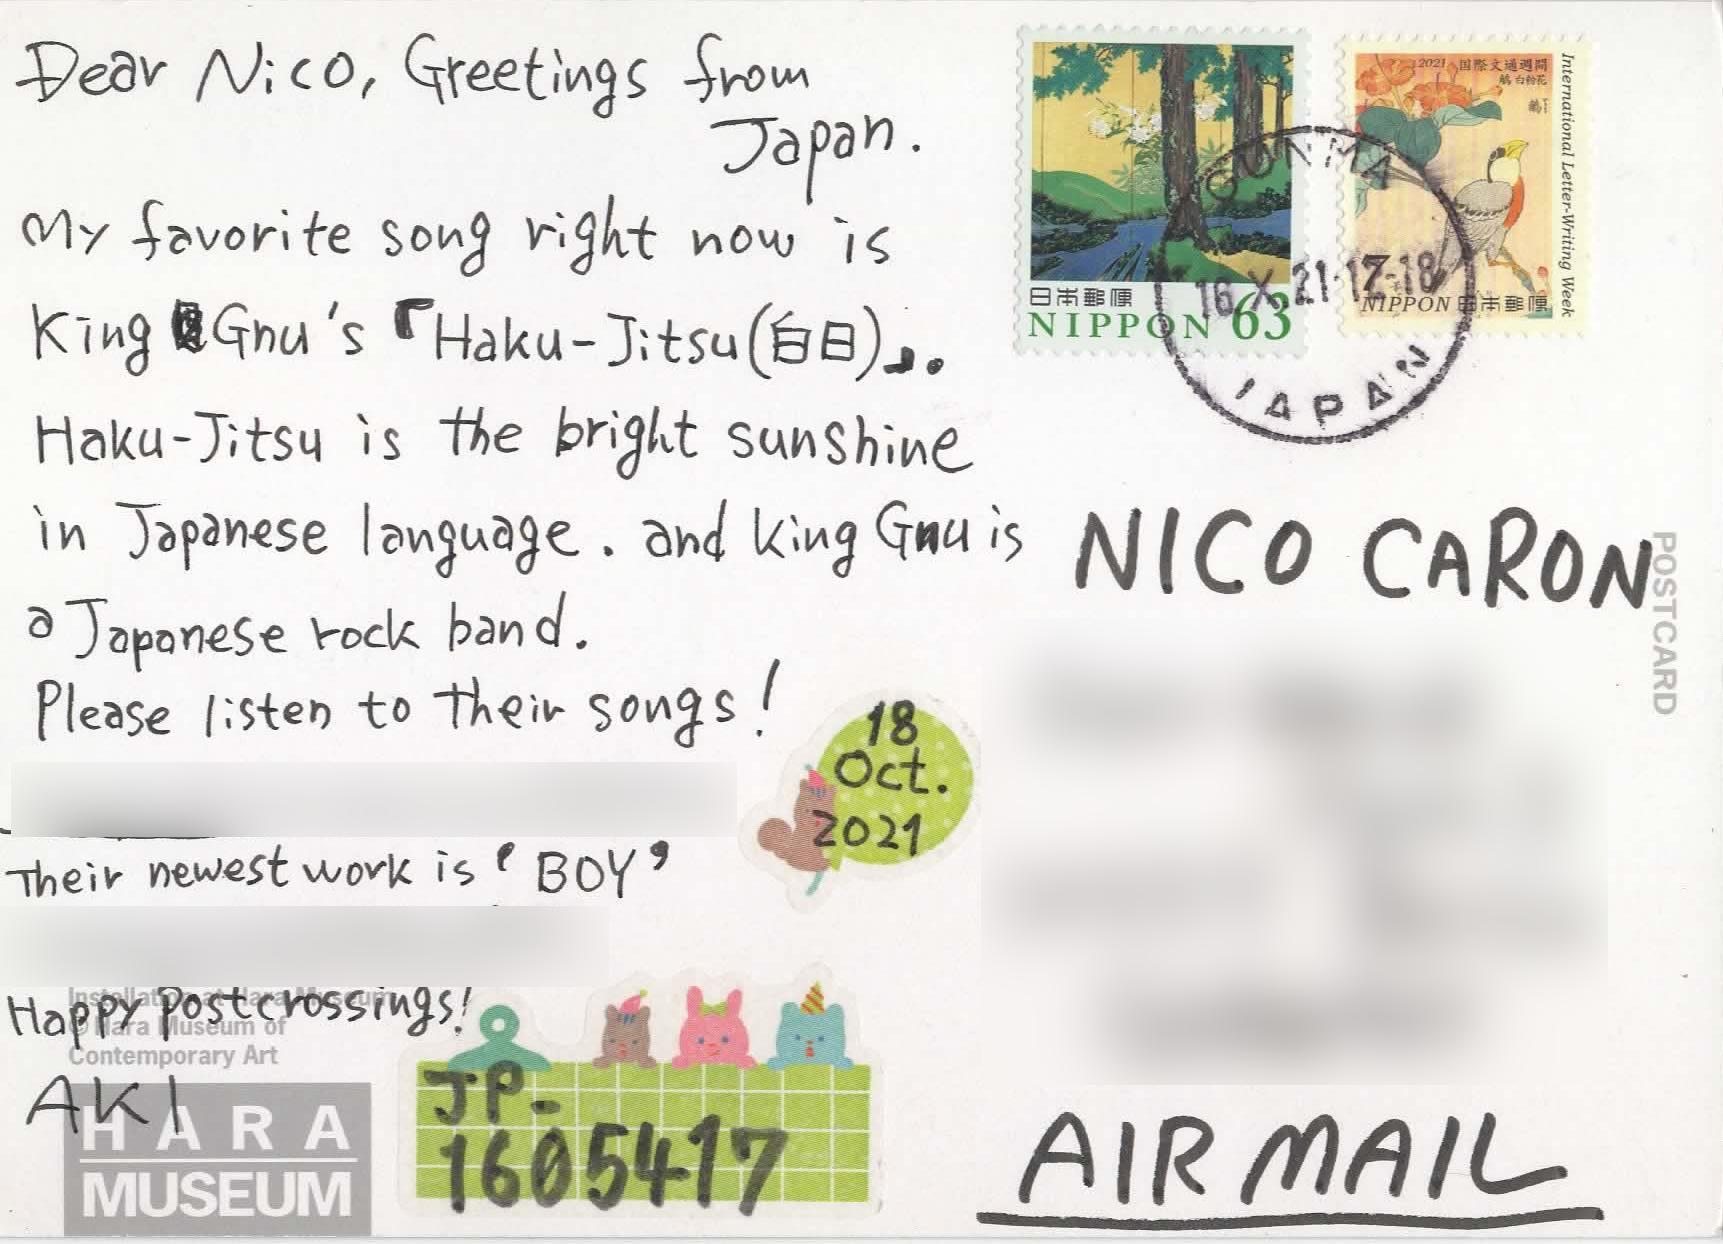 Dear Nico, Greetings from
Japan.
My favorite song right now is
King Gnu's 『Haku-Jitsu(白日)』.
Haku-Jitsu is the bright sunshine
in Japanese language. and King Gnu is
a Japanese rock band.
Please listen to their songs!
Their newest work is 'BOY'
Happy Postcrossings!
AKI
18
Oct.
2021
JP-
1605417
Installation at Hara Museum
© Hara Museum of
Contemporary Art
HARA
MUSEUM
日本郵便
NIPPON 63
2021 国際文通週間
International Letter-Writing Week
NIPPON 日本郵便
GUNMA
16.X.21.17-18
JAPAN
NICO CARON
POSTCARD
AIR MAIL